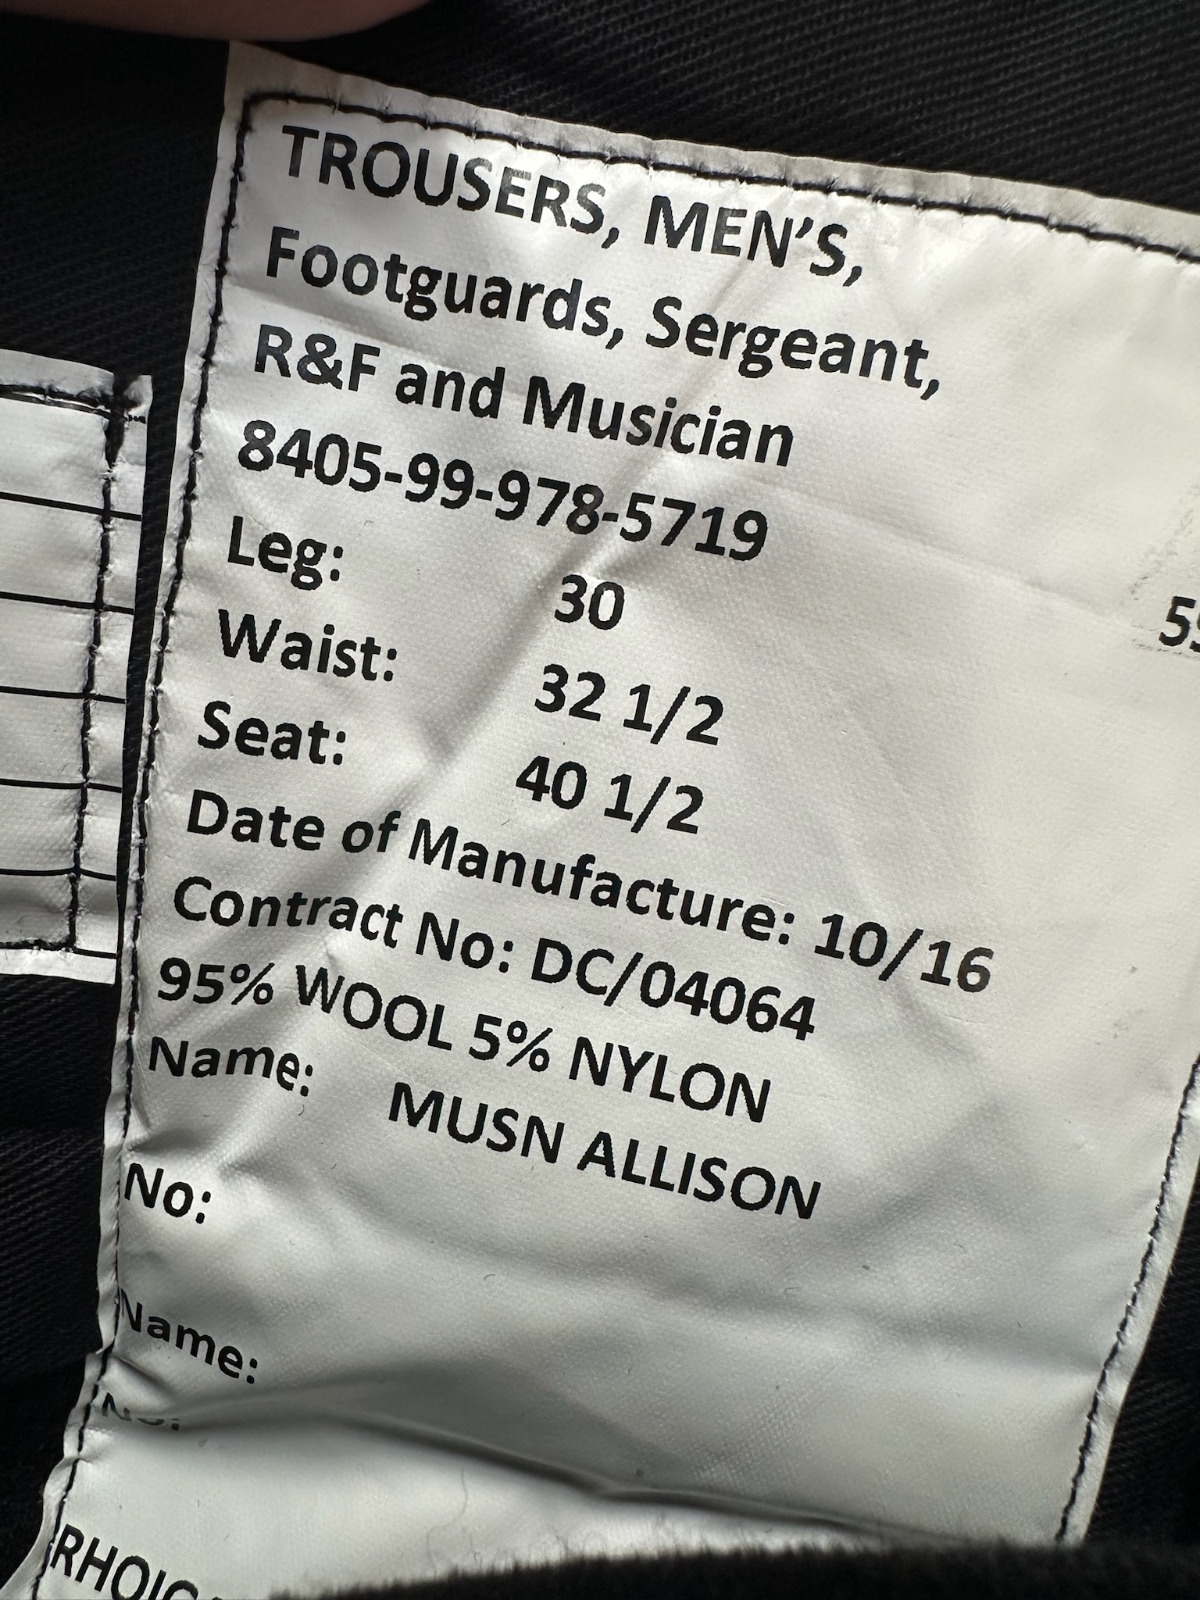 TROUSERS, MEN'S,
Footguards, Sergeant,
R&F and Musician
8405-99-978-5719
Leg: 30
Waist: 32 1/2
Seat: 40 1/2
Date of Manufacture: 10/16
Contract No: DC/04064
95% WOOL 5% NYLON
Name: MUSN ALLISON
No:
Name:
No: